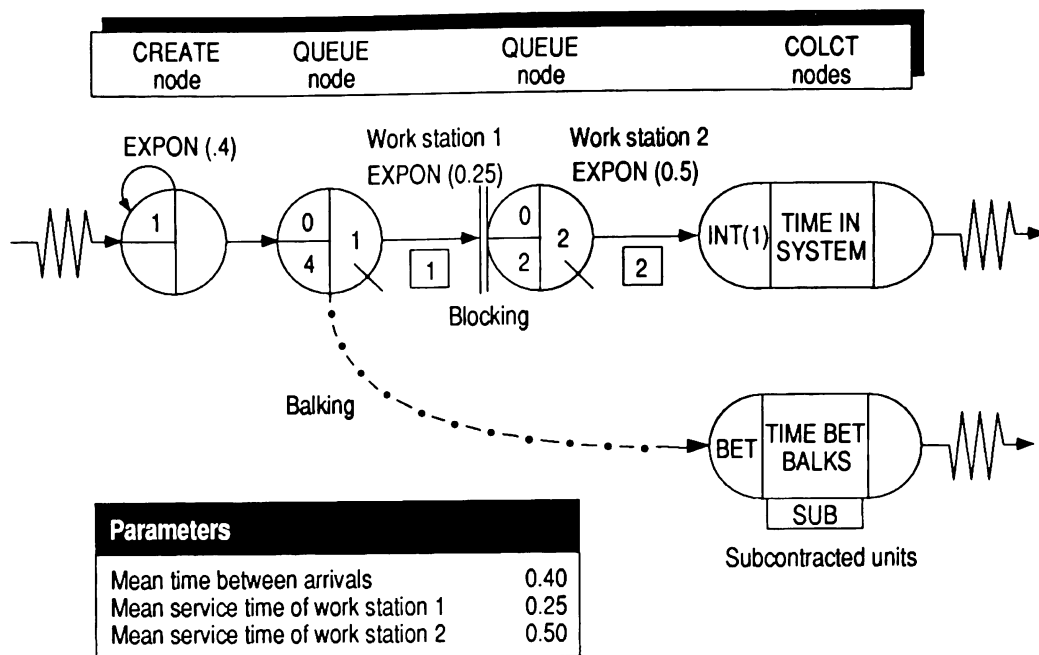 CREATE node
QUEUE node
QUEUE node
COLCT nodes
EXPON (.4)
Work station 1
EXPON (0.25)
Work station 2
EXPON (0.5)
1
0
4
1
1
0
2
2
2
INT(1)
TIME IN
SYSTEM
Blocking
Balking
BET
TIME BET
BALKS
SUB
Subcontracted units
Parameters
Mean time between arrivals 0.40
Mean service time of work station 1 0.25
Mean service time of work station 2 0.50